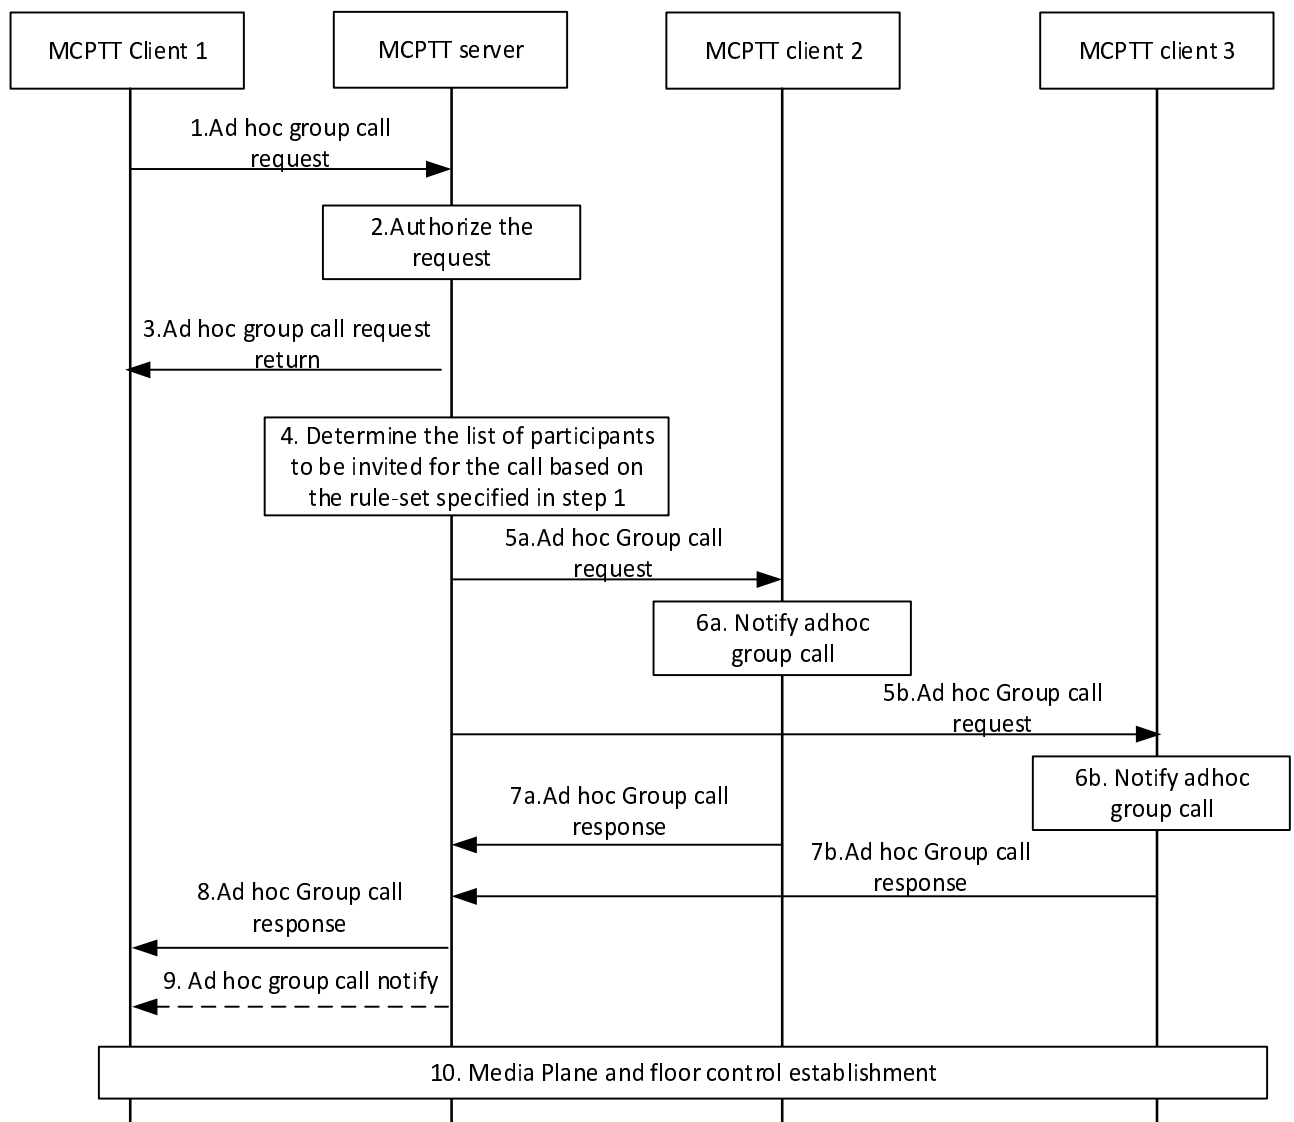 MCPTT Client 1
MCPTT server
MCPTT client 2
MCPTT client 3
1.Ad hoc group call
request
2.Authorize the
request
3.Ad hoc group call request
return
4. Determine the list of participants
to be invited for the call based on
the rule-set specified in step 1
5a.Ad hoc Group call
request
6a. Notify adhoc
group call
5b.Ad hoc Group call
request
6b. Notify adhoc
group call
7a.Ad hoc Group call
response
7b.Ad hoc Group call
response
8.Ad hoc Group call
response
9. Ad hoc group call notify
10. Media Plane and floor control establishment